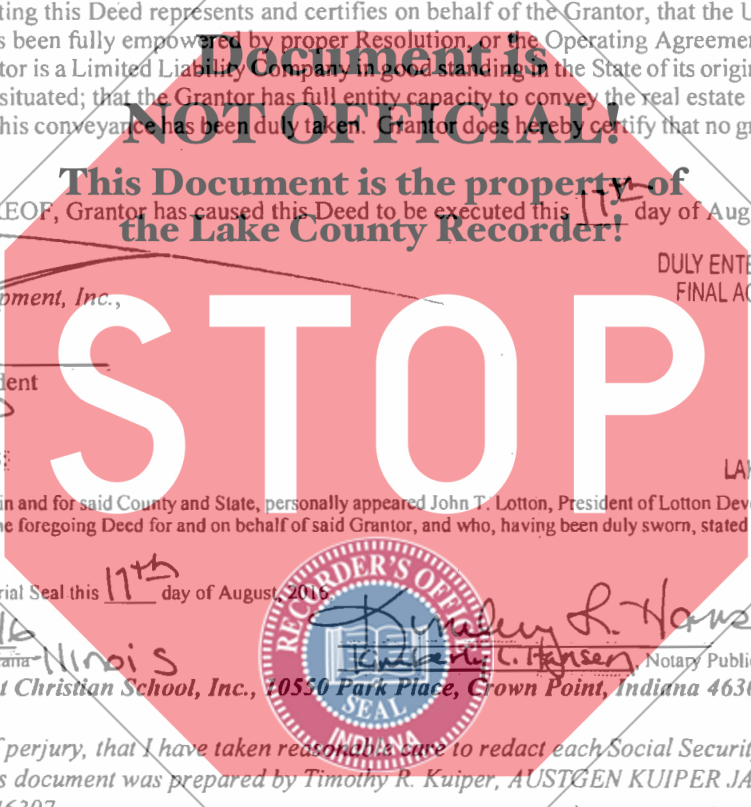 ting this Deed represents and certifies on behalf of the Grantor, that the U
s been fully empowered by proper Resolution, or the Operating Agreemen
tor is a Limited Liability Company in good standing in the State of its origin
situated; that the Grantor has full entity capacity to convey the real estate
his conveyance has been duly taken. Grantor does hereby certify that no gr
Document is
NOT OFFICIAL!
This Document is the property of
the Lake County Recorder!
EOF, Grantor has caused this Deed to be executed this 17th day of Aug
DULY ENTE
FINAL AC
pment, Inc.,
STOP
dent
LAK
in and for said County and State, personally appeared John T. Lotton, President of Lotton Deve
he foregoing Deed for and on behalf of said Grantor, and who, having been duly sworn, stated
rial Seal this 17th day of August, 2016
RECORDER'S OFFICE
SEAL
INDIANA
16
Illinois
Notary Public
t Christian School, Inc., 10550 Park Place, Crown Point, Indiana 4630
f perjury, that I have taken reasonable care to redact each Social Securit
s document was prepared by Timothy R. Kuiper, AUSTGEN KUIPER JA
46307